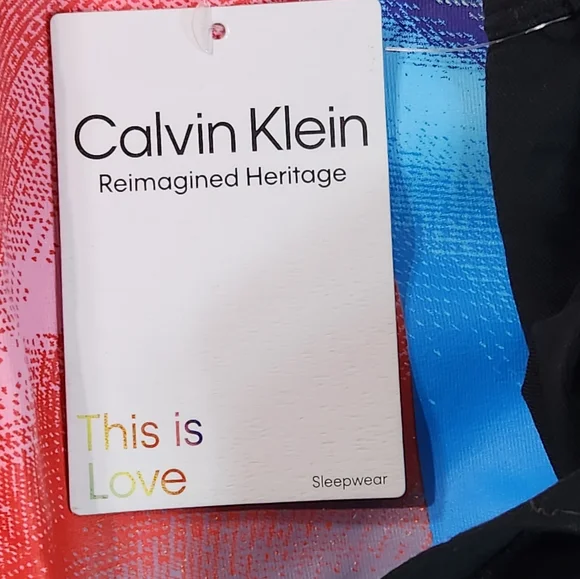 Calvin Klein
Reimagined Heritage
This is
Love
Sleepwear